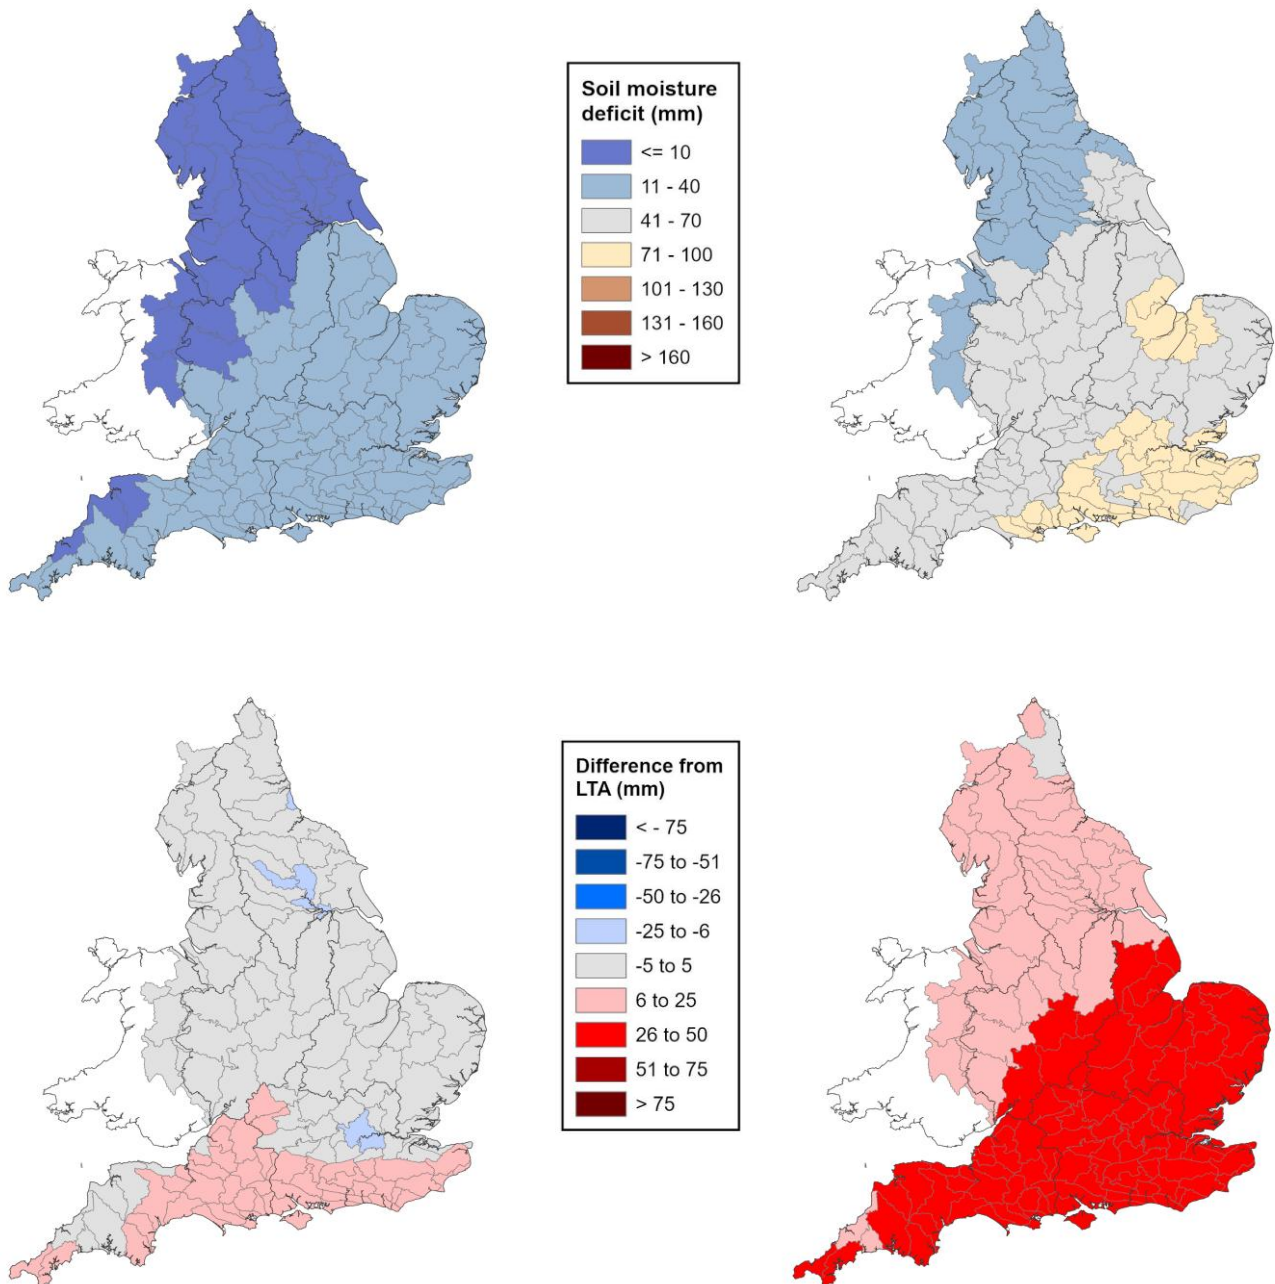 Soil moisture
deficit (mm)
<= 10
11 - 40
41 - 70
71 - 100
101 - 130
131 - 160
> 160
Difference from
LTA (mm)
< - 75
-75 to -51
-50 to -26
-25 to -6
-5 to 5
6 to 25
26 to 50
51 to 75
> 75